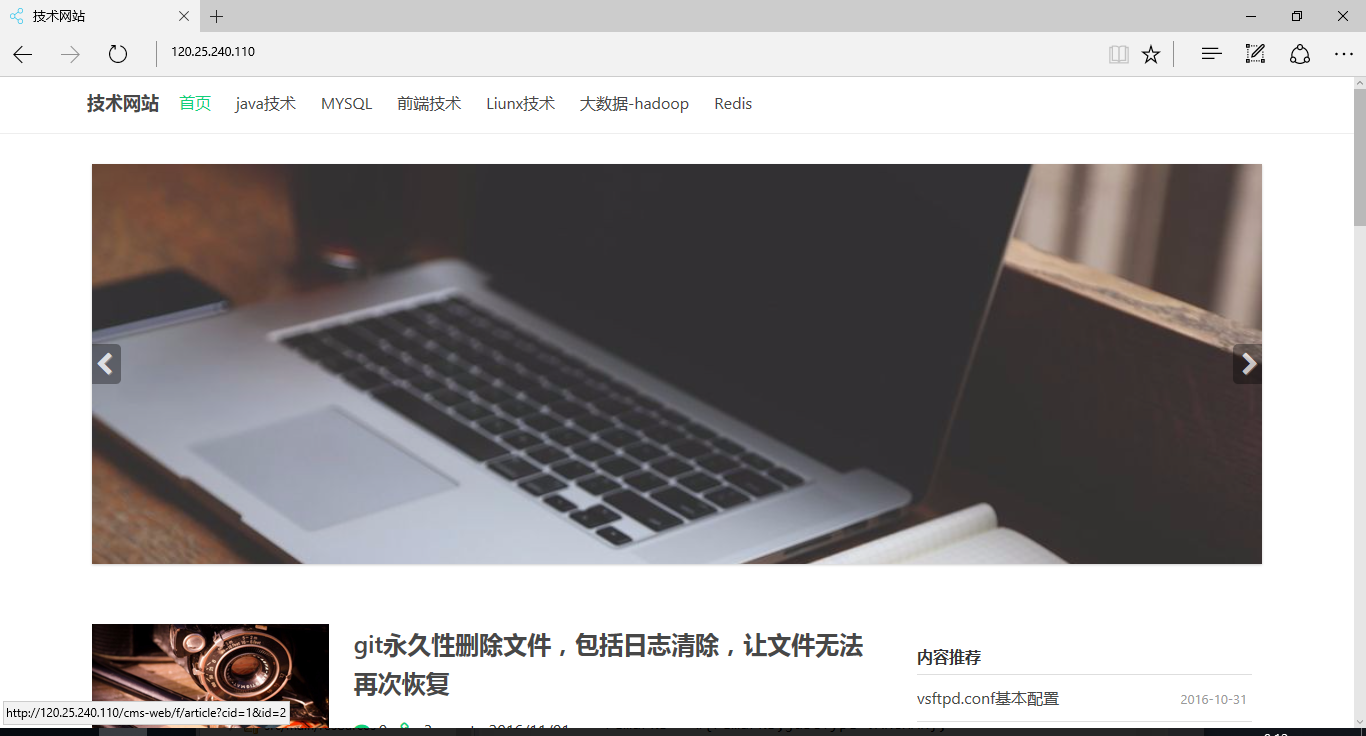 技术网站
120.25.240.110
技术网站 首页 java技术 MYSQL 前端技术 Liunx技术 大数据-hadoop Redis
git永久性删除文件，包括日志清除，让文件无法
再次恢复
内容推荐
vsftpd.conf基本配置 2016-10-31
http://120.25.240.110/cms-web/f/article?cid=1&id=2
2016/11/01